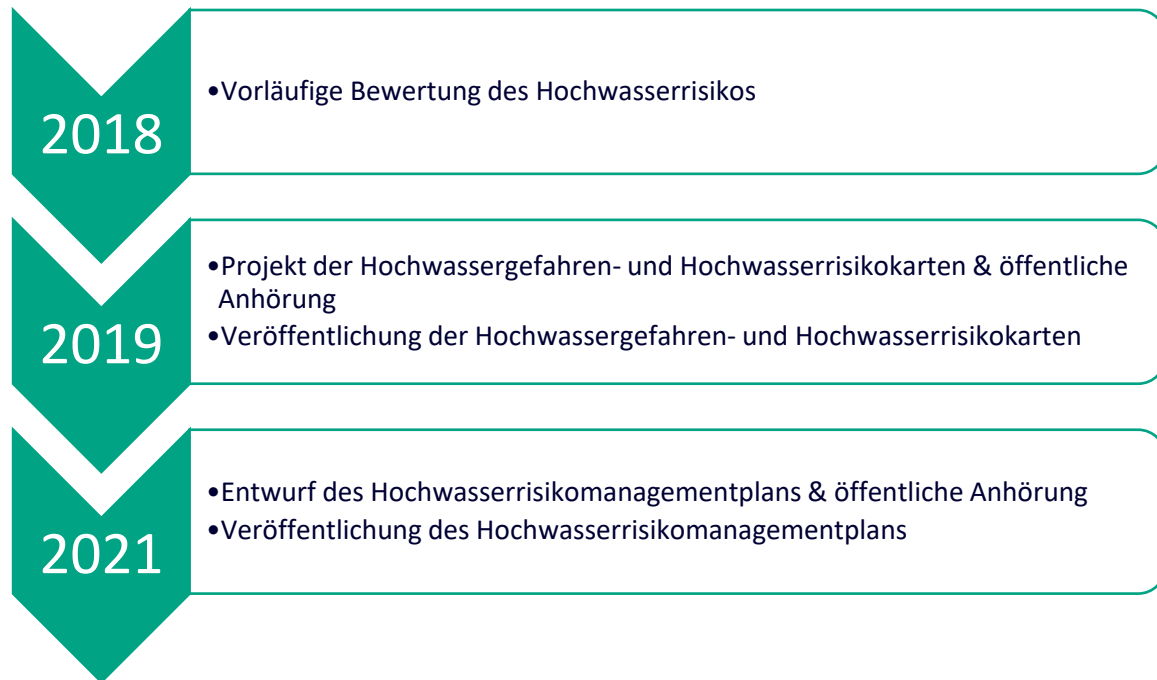 2018
•Vorläufige Bewertung des Hochwasserrisikos
2019
•Projekt der Hochwassergefahren- und Hochwasserrisikokarten & öffentliche
Anhörung
•Veröffentlichung der Hochwassergefahren- und Hochwasserrisikokarten
2021
•Entwurf des Hochwasserrisikomanagementplans & öffentliche Anhörung
•Veröffentlichung des Hochwasserrisikomanagementplans